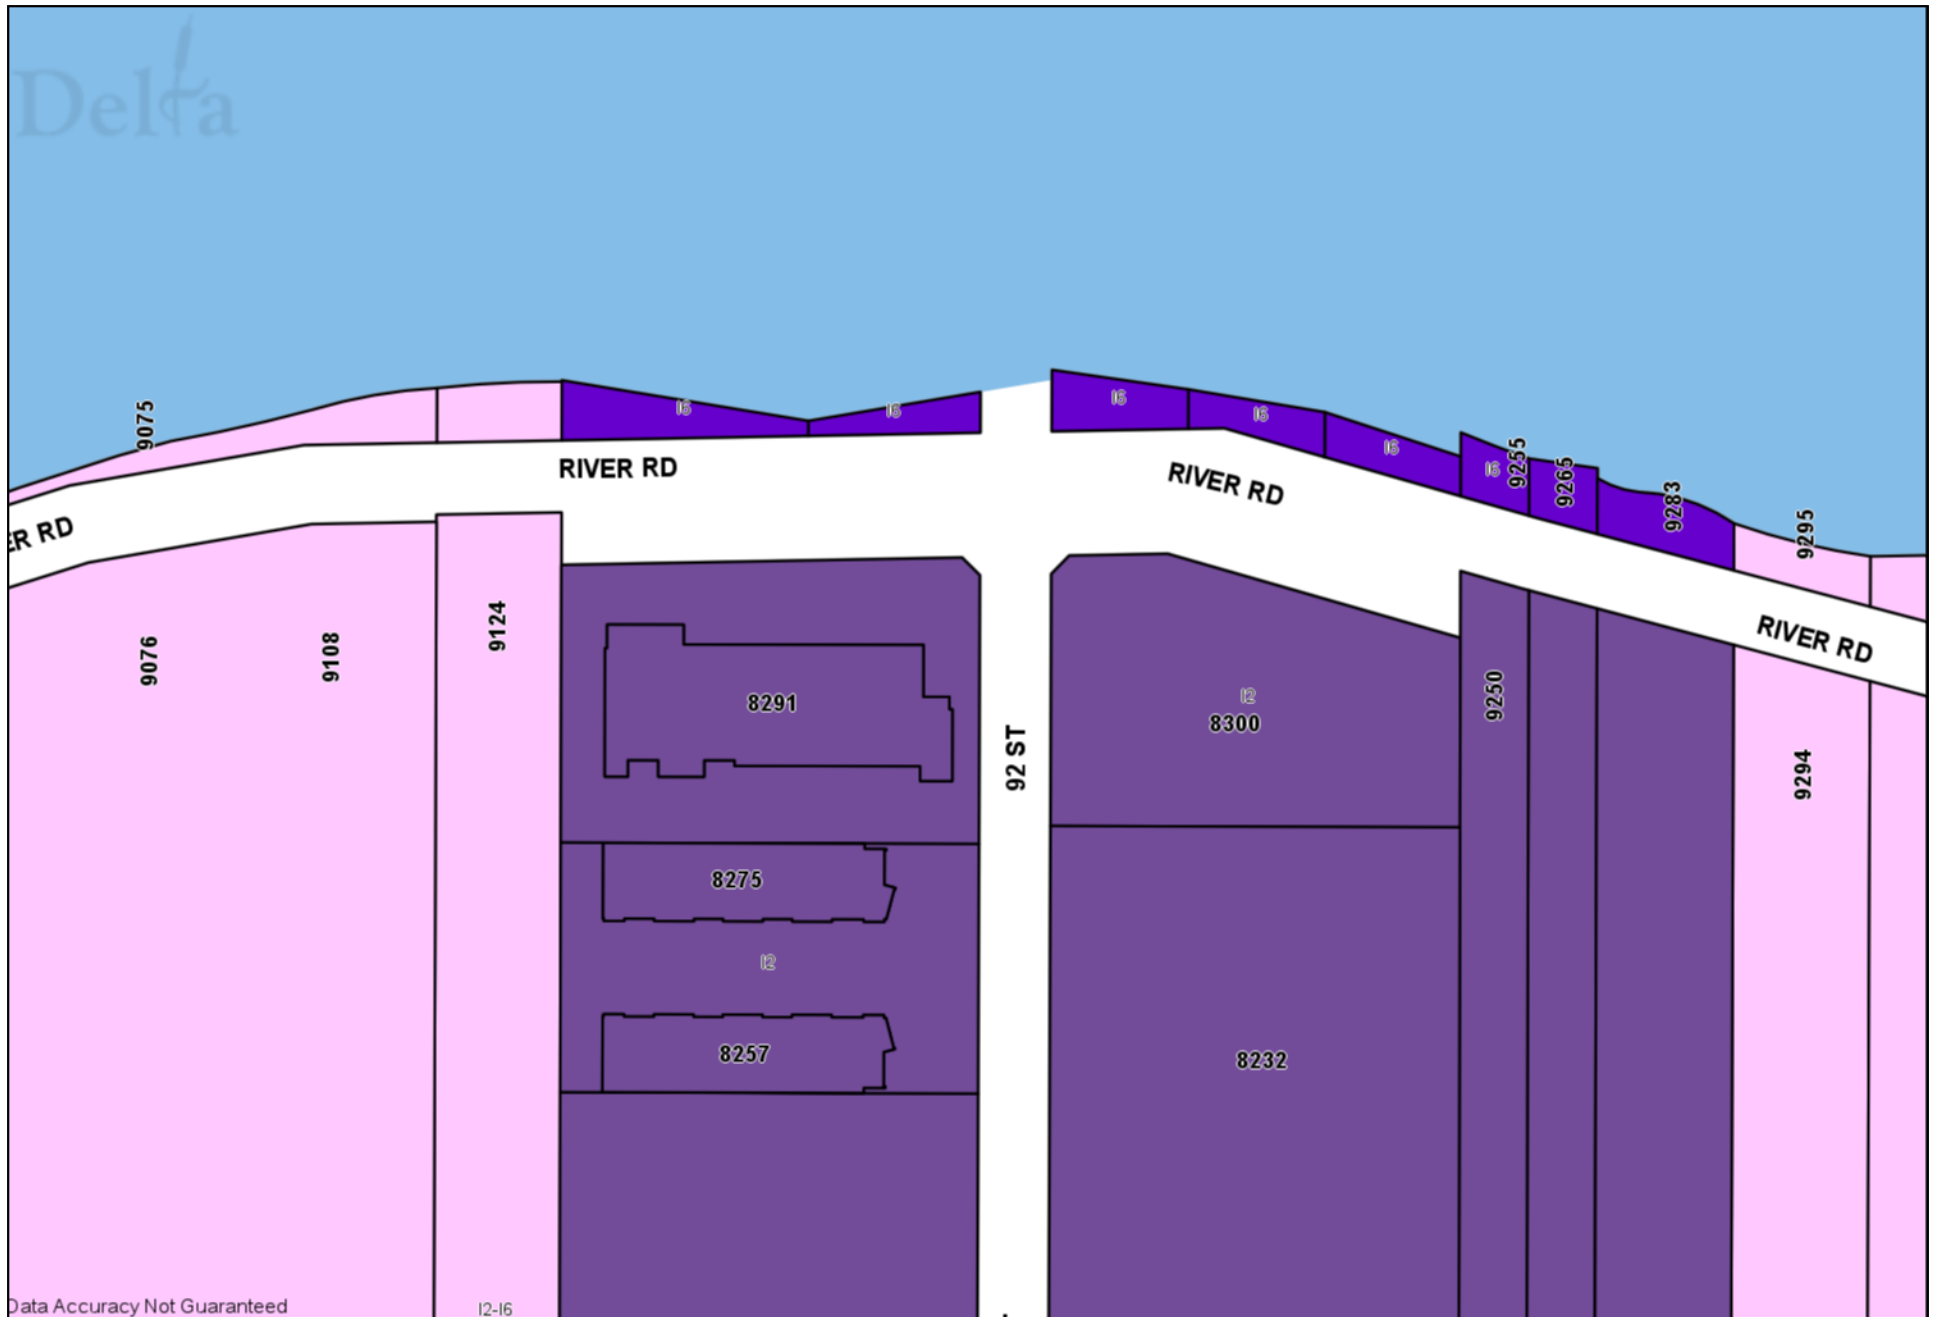 Delta
9075
I6
I6
I6
I6
I6
I6
9255
9265
9283
9295
RIVER RD
RIVER RD
ER RD
RIVER RD
9076
9108
9124
8291
92 ST
I2
8300
9250
9294
8275
I2
8257
8232
Data Accuracy Not Guaranteed
I2-I6